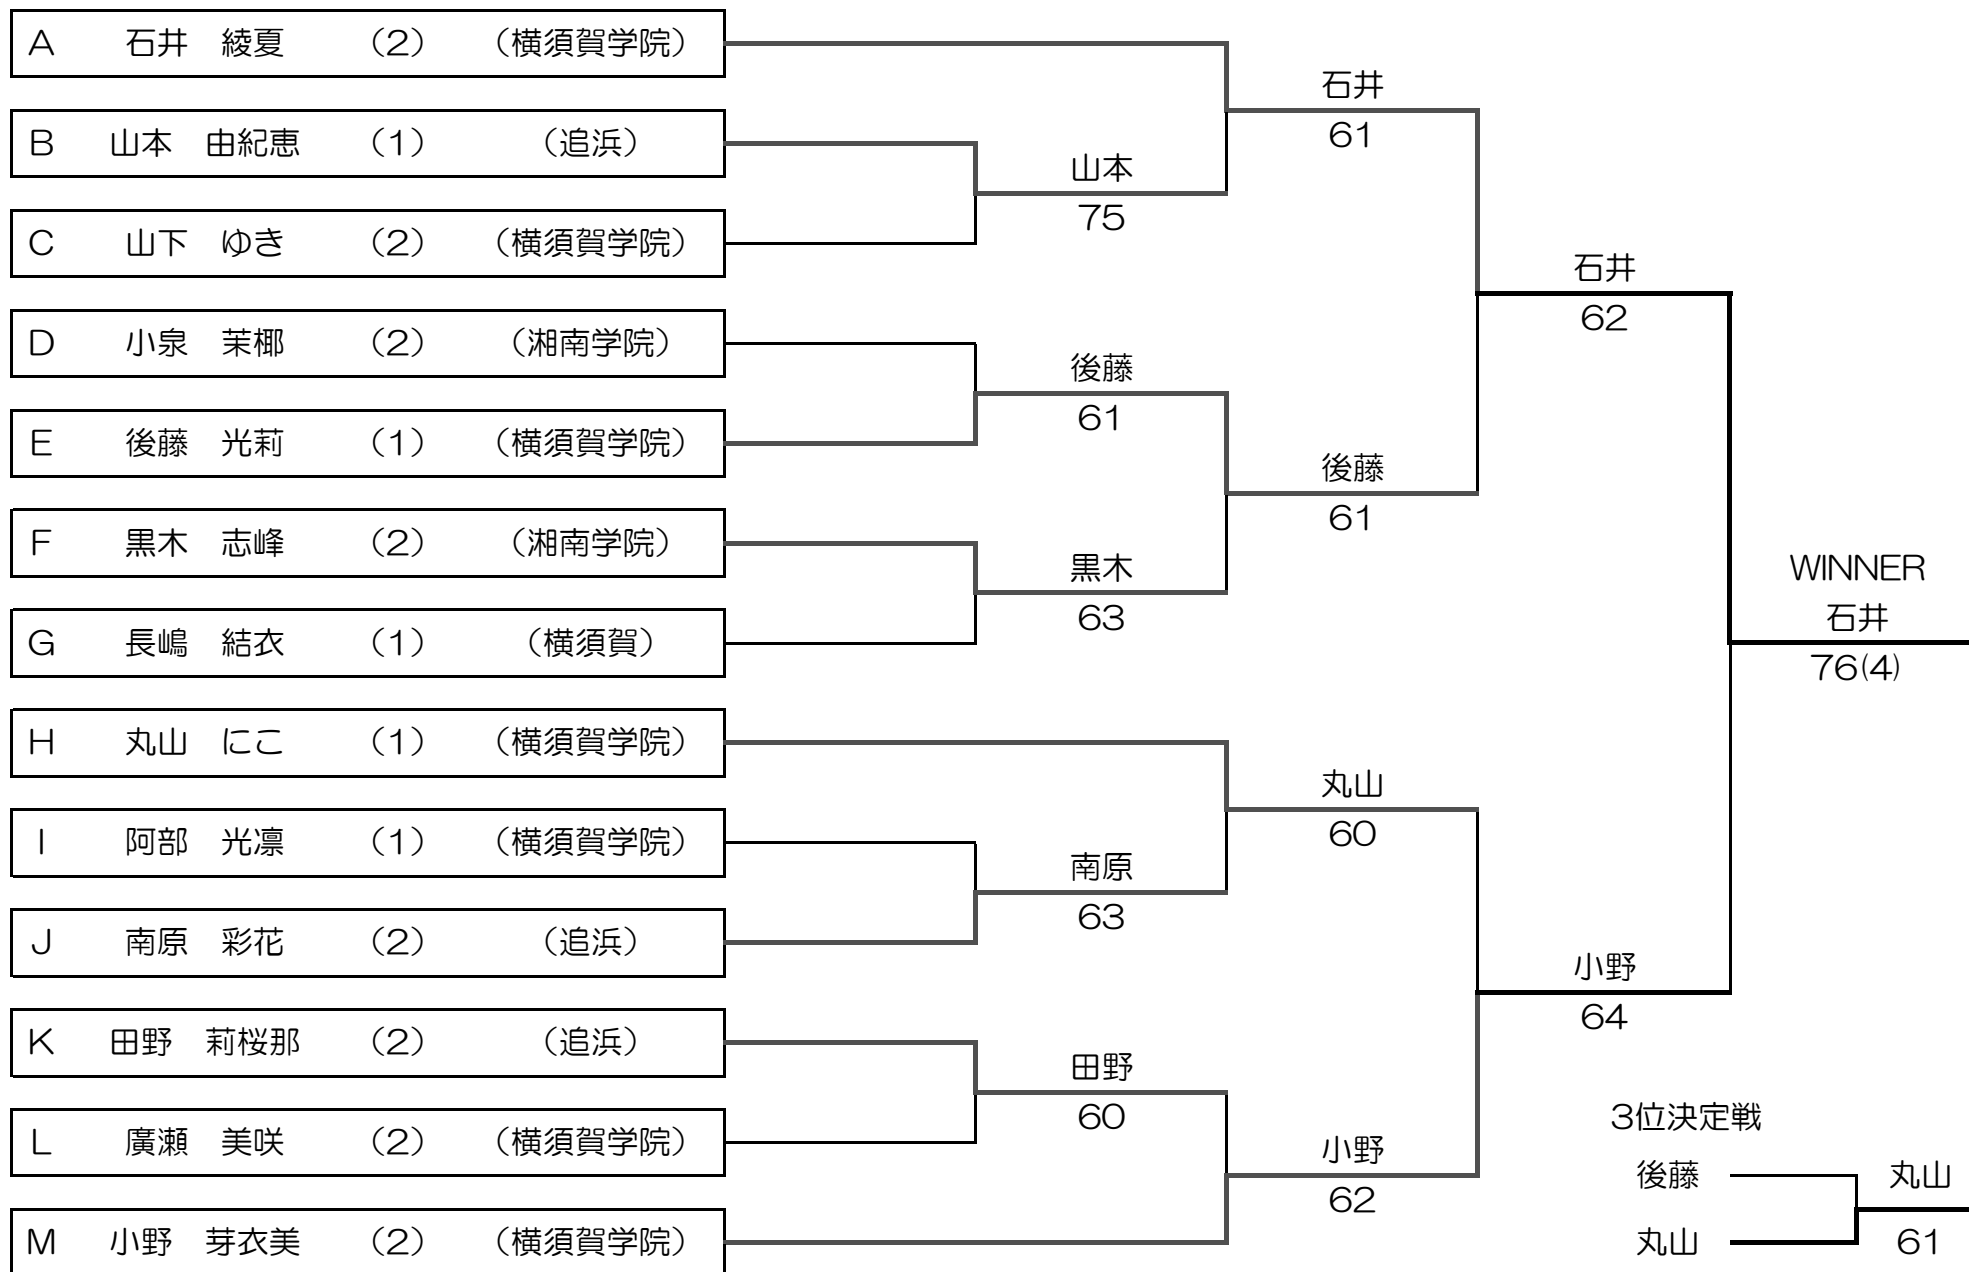 A 石井 綾夏 (2) (横須賀学院)
B 山本 由紀恵 (1) (追浜)
C 山下 ゆき (2) (横須賀学院)
D 小泉 茉椰 (2) (湘南学院)
E 後藤 光莉 (1) (横須賀学院)
F 黒木 志峰 (2) (湘南学院)
G 長嶋 結衣 (1) (横須賀)
H 丸山 にこ (1) (横須賀学院)
I 阿部 光凛 (1) (横須賀学院)
J 南原 彩花 (2) (追浜)
K 田野 莉桜那 (2) (追浜)
L 廣瀬 美咲 (2) (横須賀学院)
M 小野 芽衣美 (2) (横須賀学院)
山本
75
後藤
61
黒木
63
南原
63
田野
60
石井
61
後藤
61
丸山
60
小野
62
石井
62
小野
64
WINNER
石井
76(4)
3位決定戦
後藤
丸山
丸山
61